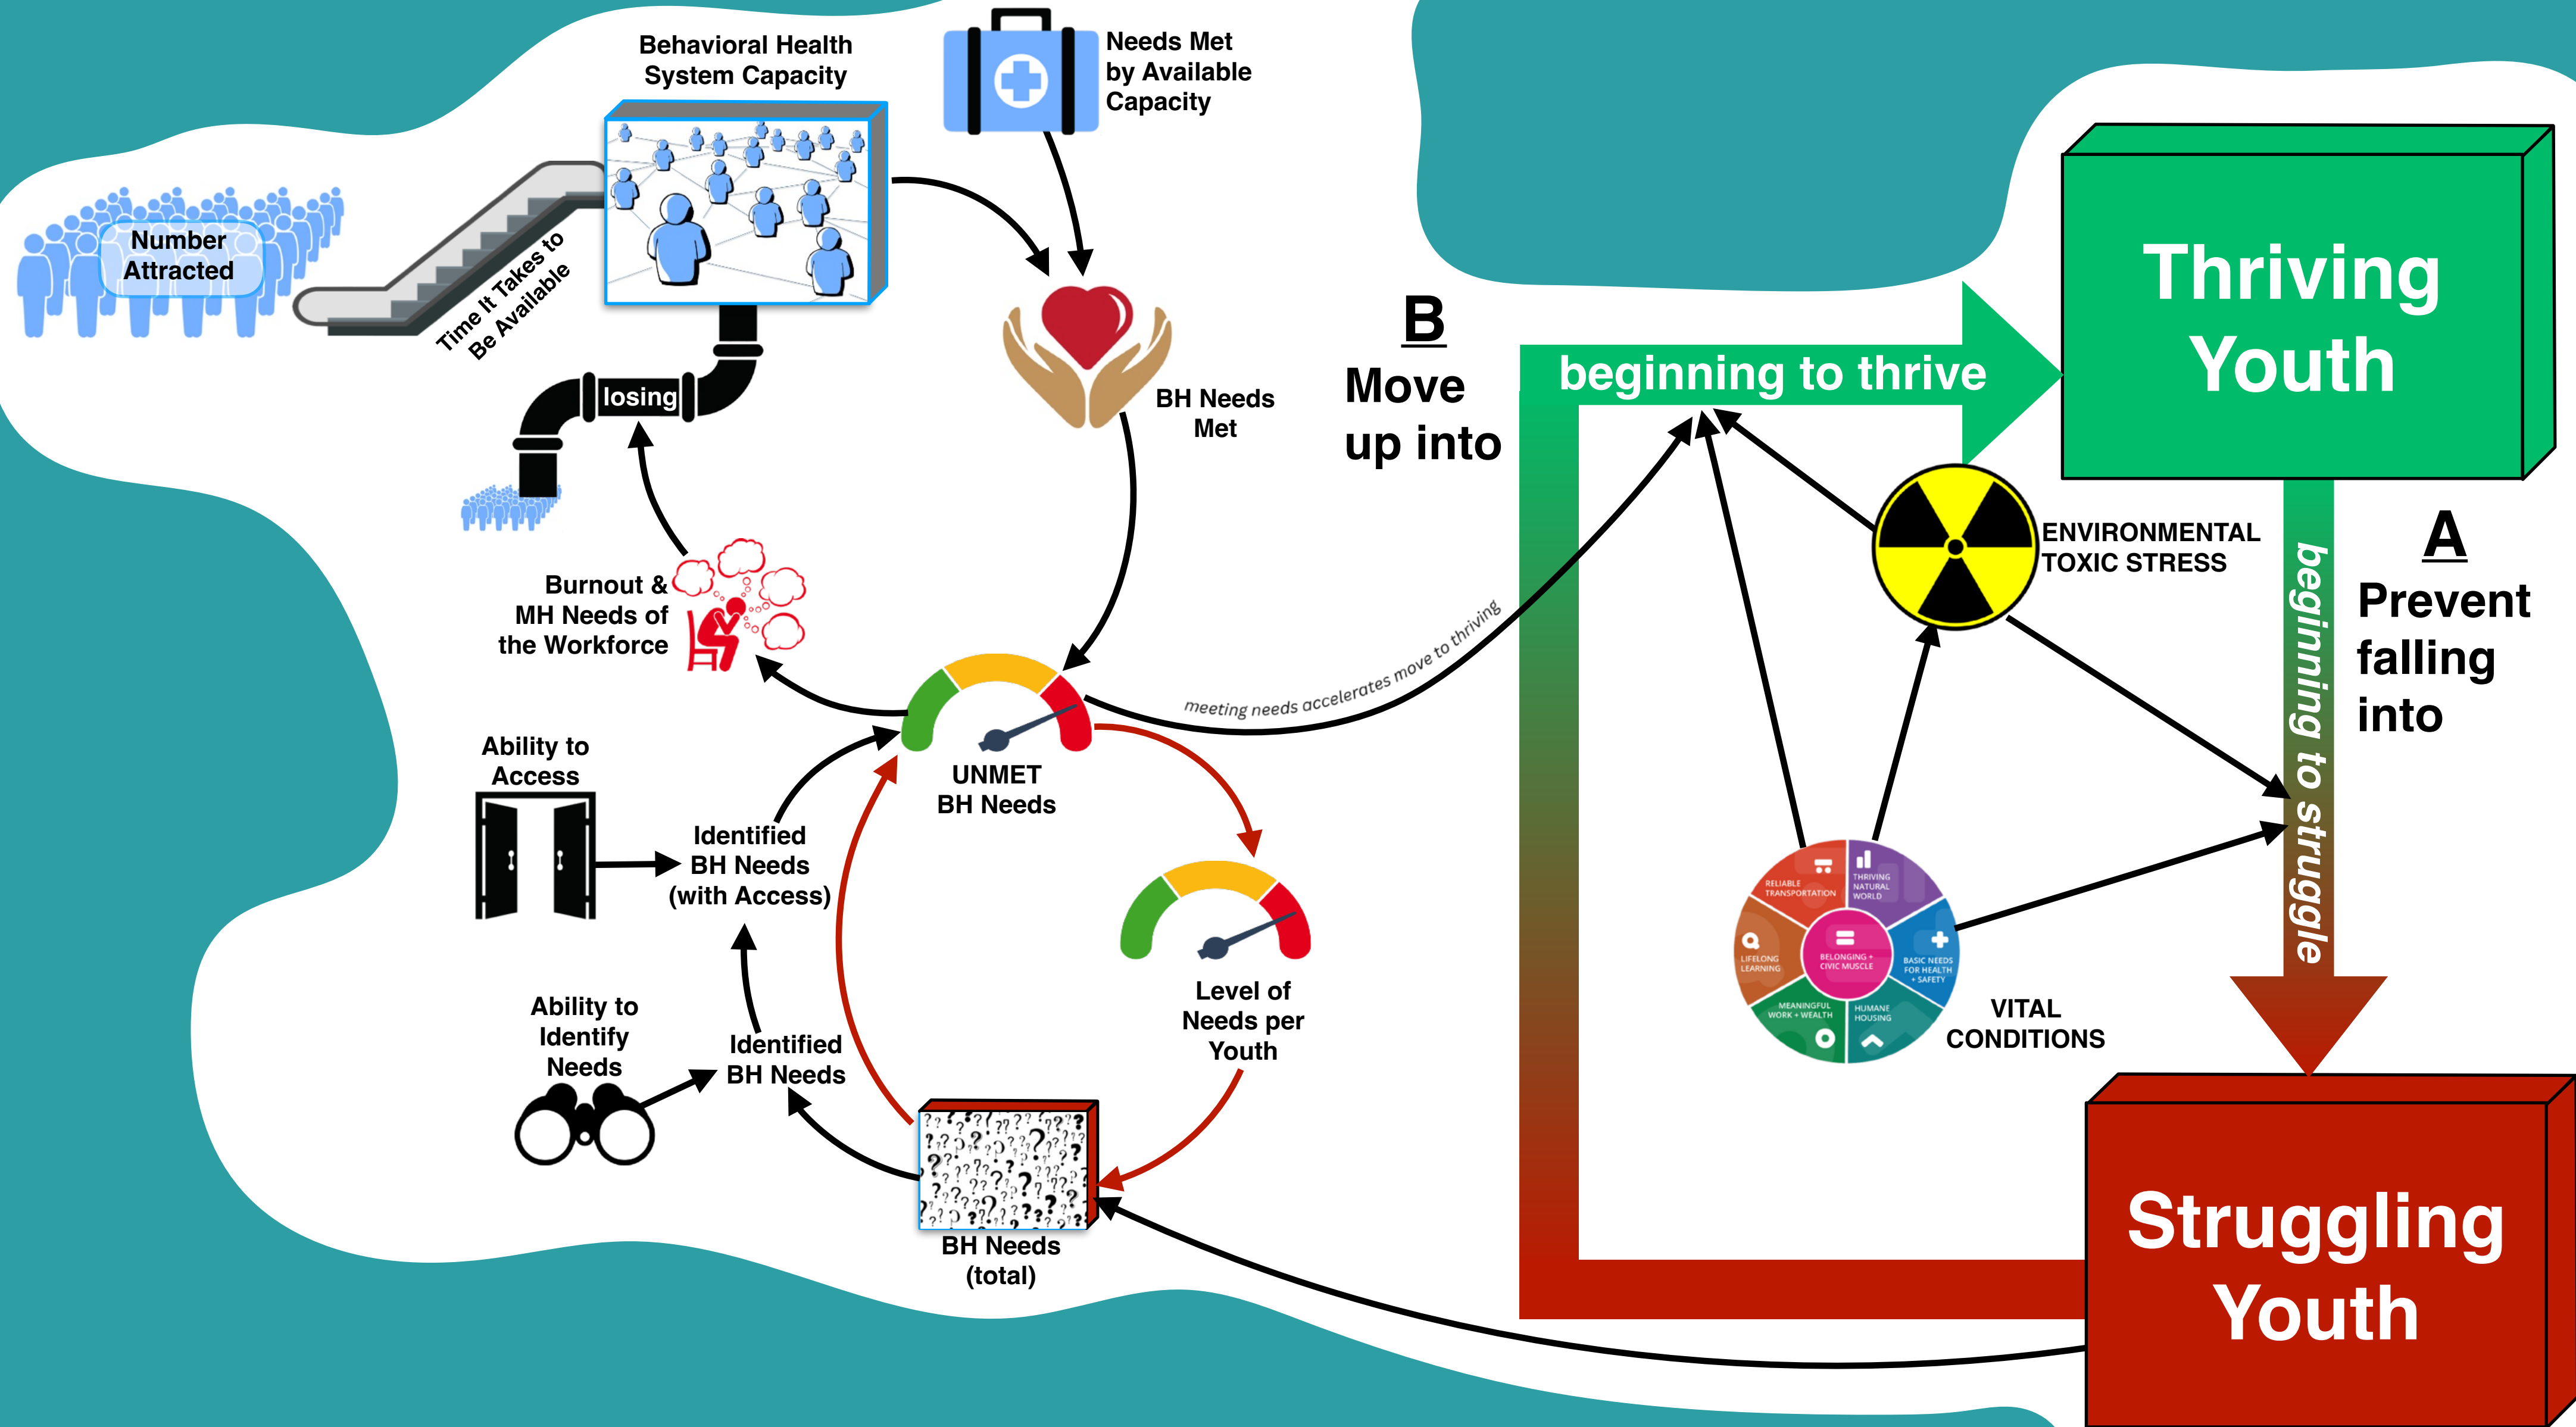 Behavioral Health
System Capacity
Needs Met
by Available
Capacity
Number
Attracted
Time It Takes to
Be Available
losing
BH Needs
Met
Burnout &
MH Needs of
the Workforce
UNMET
BH Needs
meeting needs accelerates move to thriving
Ability to
Access
Identified
BH Needs
(with Access)
Ability to
Identify
Needs
Identified
BH Needs
Level of
Needs per
Youth
BH Needs
(total)
B
Move
up into
beginning to thrive
Thriving
Youth
ENVIRONMENTAL
TOXIC STRESS
A
Prevent
falling
into
beginning to struggle
RELIABLE
TRANSPORTATION
THRIVING
NATURAL
WORLD
LIFELONG
LEARNING
BELONGING +
CIVIC MUSCLE
BASIC NEEDS
FOR HEALTH
+ SAFETY
MEANINGFUL
WORK + WEALTH
HUMANE
HOUSING
VITAL
CONDITIONS
Struggling
Youth